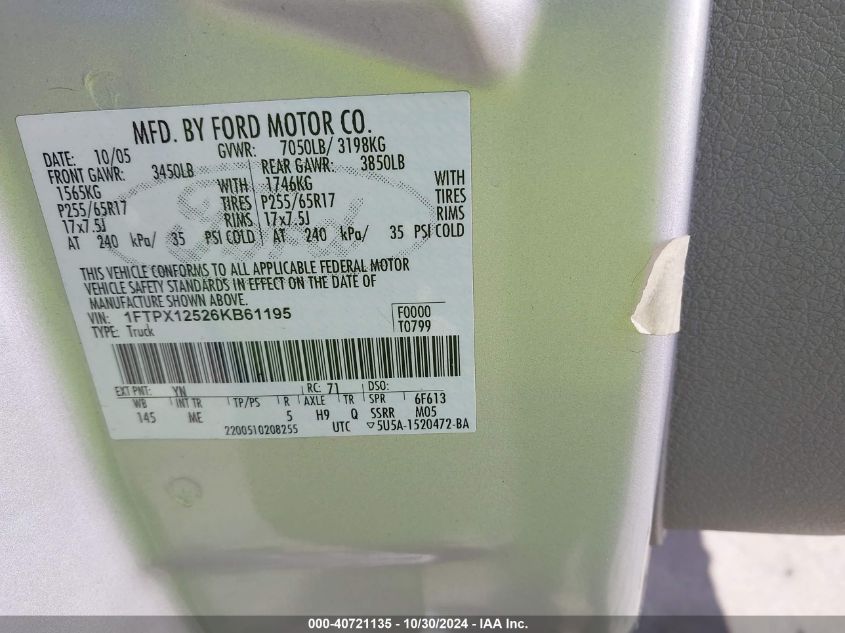 MFD. BY FORD MOTOR CO.
DATE: 10/05 GVWR: 7050LB/ 3198KG
FRONT GAWR: 3450LB REAR GAWR: 3850LB
1565KG WITH 1746KG WITH
P255/65R17 TIRES P255/65R17 TIRES
17x7.5J RIMS 17x7.5J RIMS
AT 240 kPa/ 35 PSI COLD AT 240 kPa/ 35 PSI COLD
THIS VEHICLE CONFORMS TO ALL APPLICABLE FEDERAL MOTOR
VEHICLE SAFETY STANDARDS IN EFFECT ON THE DATE OF
MANUFACTURE SHOWN ABOVE.
VIN: 1FTPX12526KB61195 F0000
TYPE: Truck T0799
EXT PNT: YN RC: 71 DSO:
WB INT TR TP/PS R AXLE TR SPR 6F613
145 ME 5 H9 Q SSRR M05
2200510208255 UTC ▽5U5A-1520472-BA
000-40721135 - 10/30/2024 - IAA Inc.